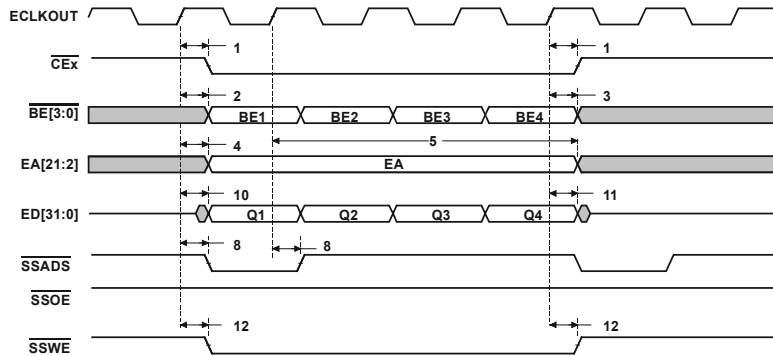 ECLKOUT
1 1
CEx
2 3
BE[3:0] BE1 BE2 BE3 BE4
4 5
EA[21:2] EA
10 11
ED[31:0] Q1 Q2 Q3 Q4
8 8
SSADS
SSOE
12 12
SSWE